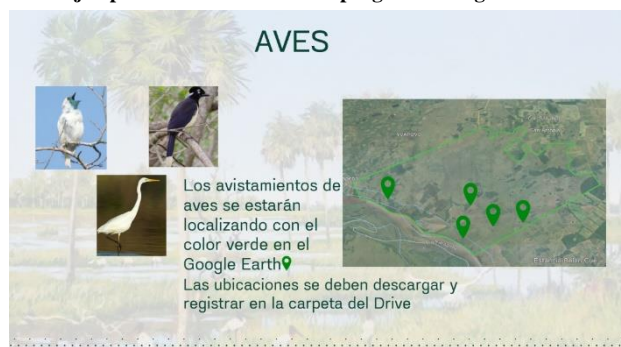 AVES
Los avistamientos de
aves se estarán
localizando con el
color verde en el
Google Earth
Las ubicaciones se deben descargar y
registrar en la carpeta del Drive